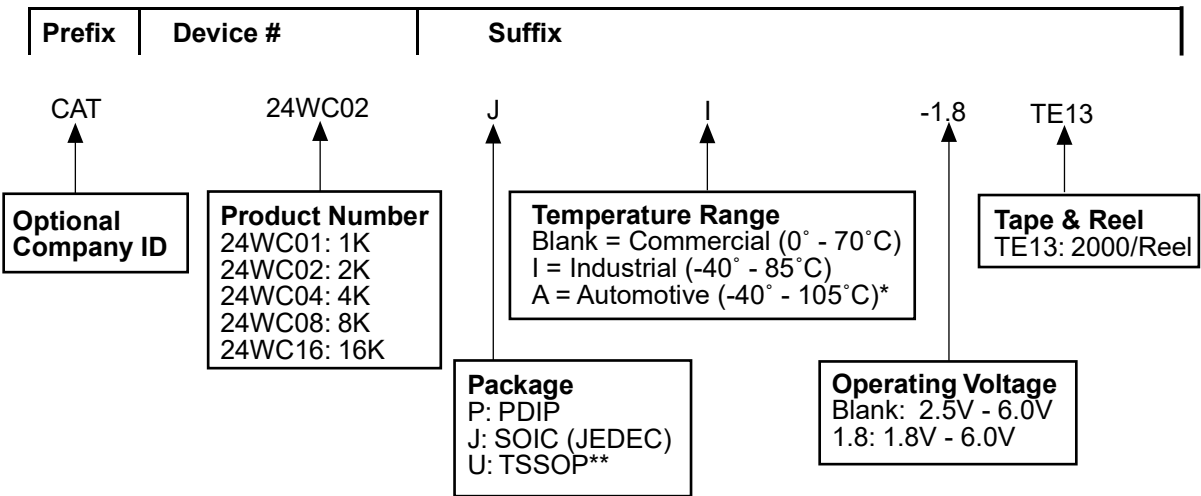 Prefix Device # Suffix
CAT 24WC02 J I -1.8 TE13
Optional
Company ID
Product Number
24WC01: 1K
24WC02: 2K
24WC04: 4K
24WC08: 8K
24WC16: 16K
Temperature Range
Blank = Commercial (0˚ - 70˚C)
I = Industrial (-40˚ - 85˚C)
A = Automotive (-40˚ - 105˚C)*
Tape & Reel
TE13: 2000/Reel
Package
P: PDIP
J: SOIC (JEDEC)
U: TSSOP**
Operating Voltage
Blank: 2.5V - 6.0V
1.8: 1.8V - 6.0V